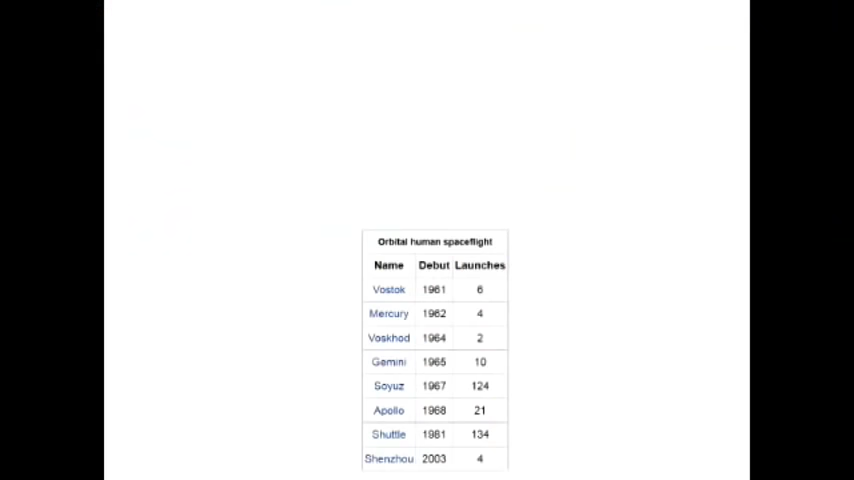 Orbital human spaceflight
Name Debut Launches
Vostok 1961 6
Mercury 1962 4
Voskhod 1964 2
Gemini 1965 10
Soyuz 1967 124
Apollo 1968 21
Shuttle 1981 134
Shenzhou 2003 4